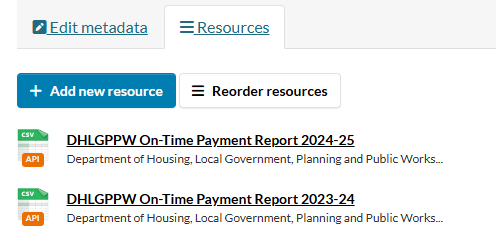 Edit metadata
Resources
+ Add new resource
Reorder resources
CSV
API
DHLGPPW On-Time Payment Report 2024-25
Department of Housing, Local Government, Planning and Public Works...
CSV
API
DHLGPPW On-Time Payment Report 2023-24
Department of Housing, Local Government, Planning and Public Works...